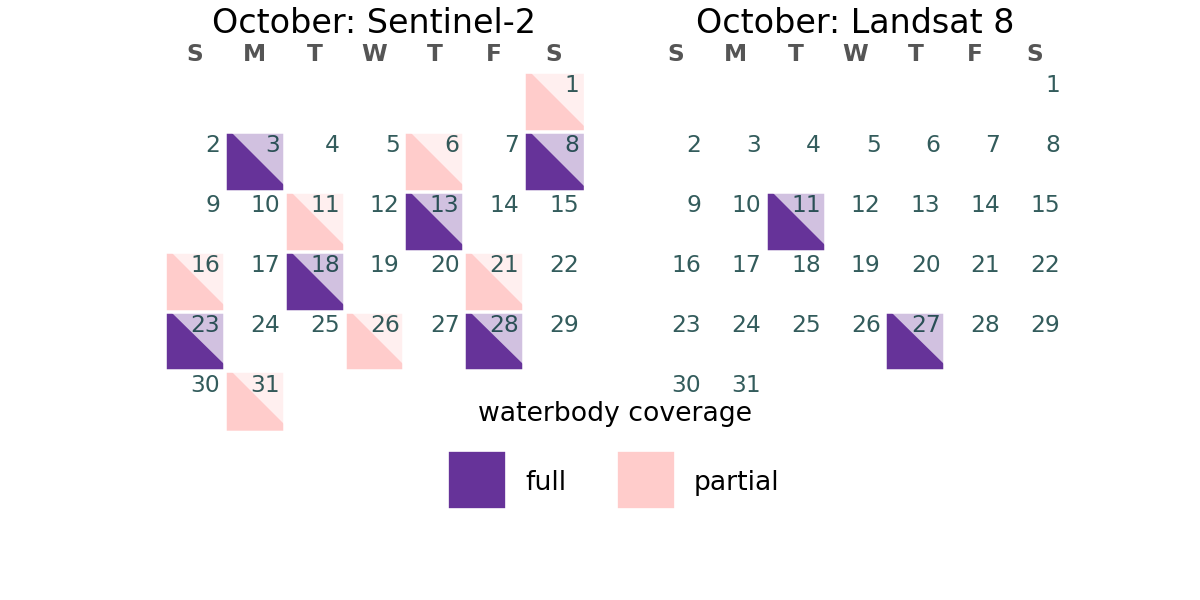 October: Sentinel-2
S M T W T F S
1
2 3 4 5 6 7 8
9 10 11 12 13 14 15
16 17 18 19 20 21 22
23 24 25 26 27 28 29
30 31
October: Landsat 8
S M T W T F S
1
2 3 4 5 6 7 8
9 10 11 12 13 14 15
16 17 18 19 20 21 22
23 24 25 26 27 28 29
30 31
waterbody coverage
full partial